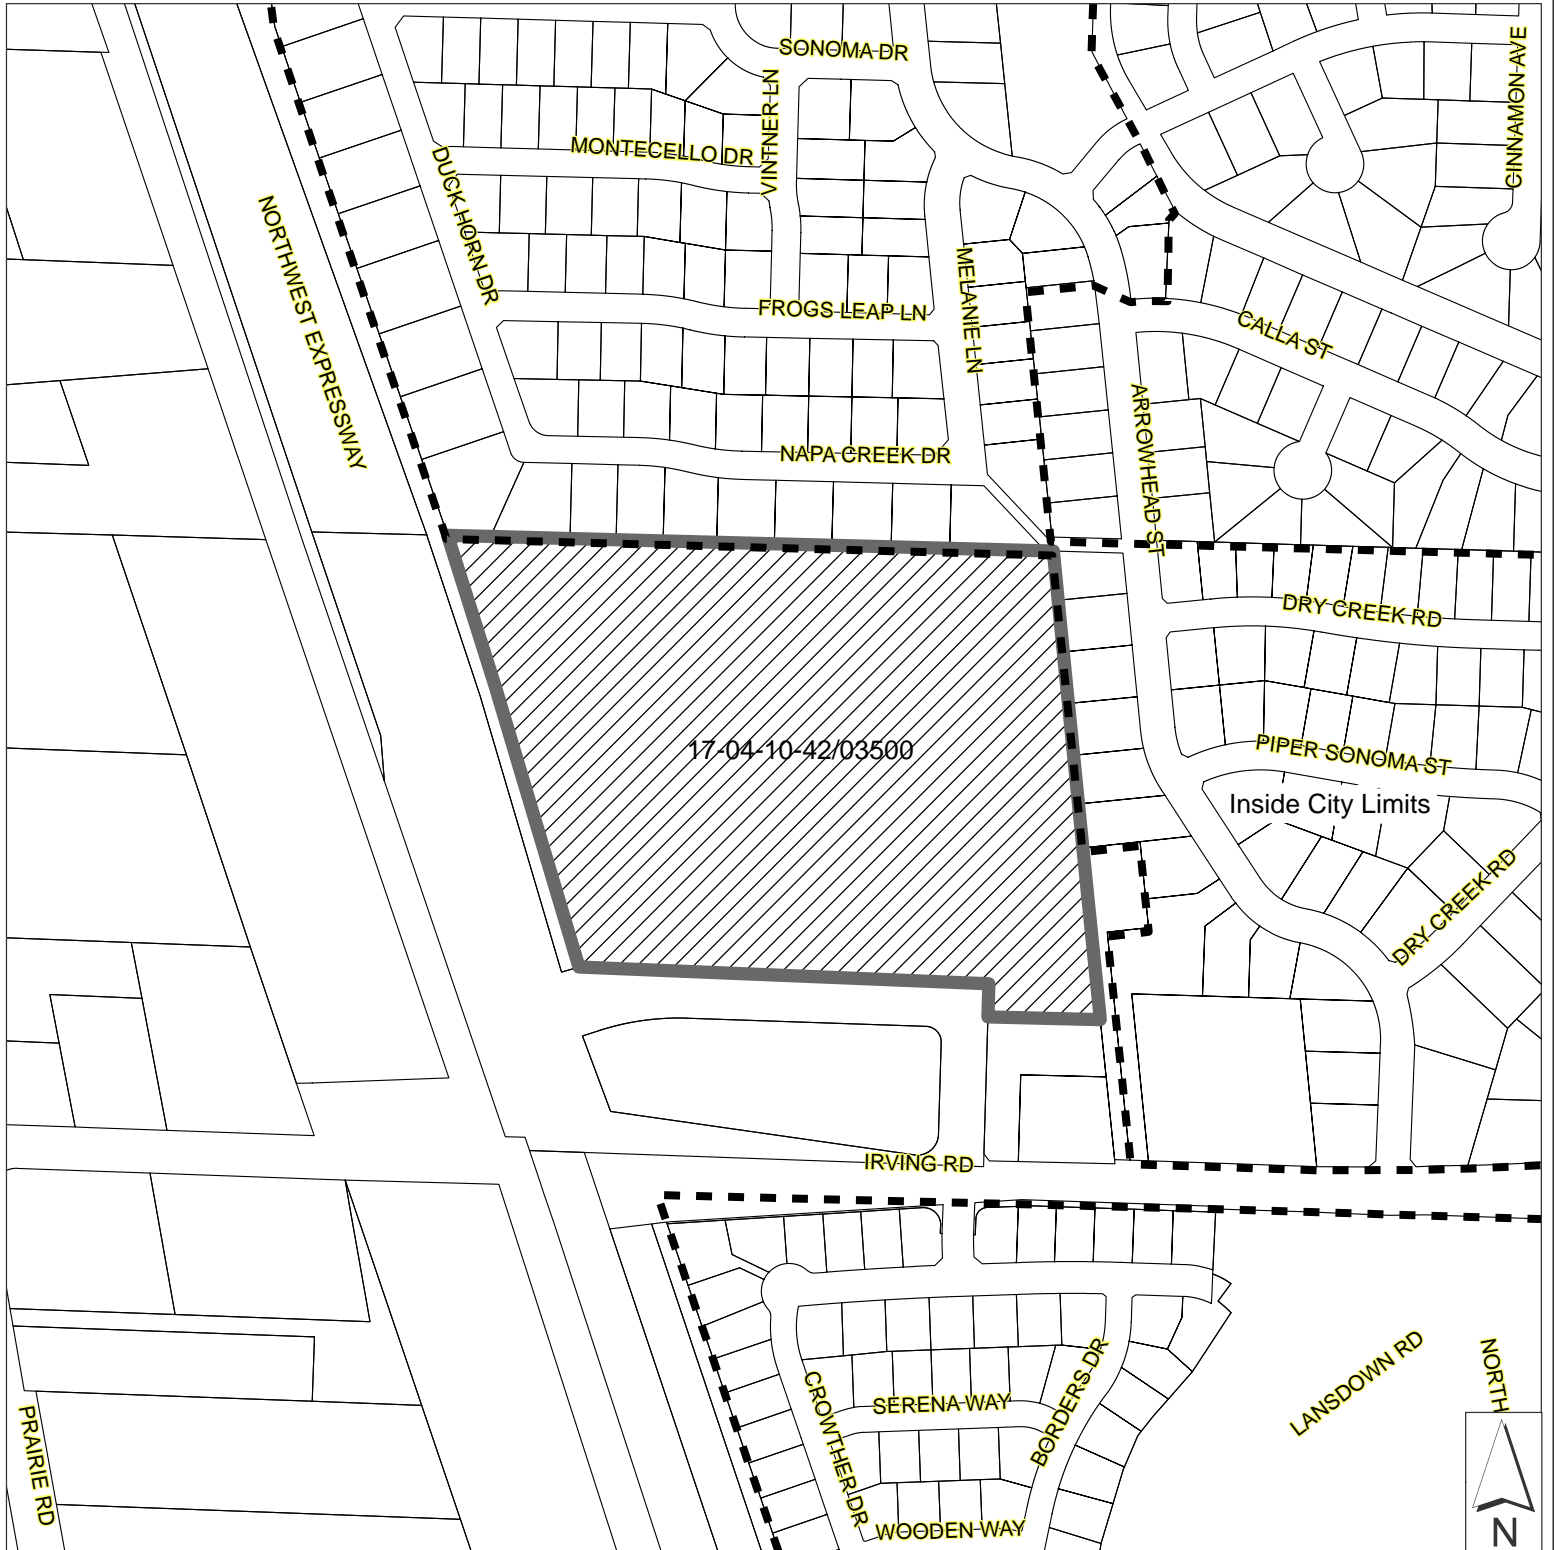 SONOMA DR
CINNAMON AVE
VINTNER LN
MONTECELLO DR
DUCK HORN DR
NORTHWEST EXPRESSWAY
MELANIE LN
FROGS LEAP LN
CALLA ST
ARROWHEAD ST
NAPA CREEK DR
DRY CREEK RD
17-04-10-42/03500
PIPER SONOMA ST
Inside City Limits
DRY CREEK RD
IRVING RD
LANSDOWN RD
NORTH
BORDERS DR
CROWTHER DR
SERENA WAY
PRAIRIE RD
WOODEN WAY
N